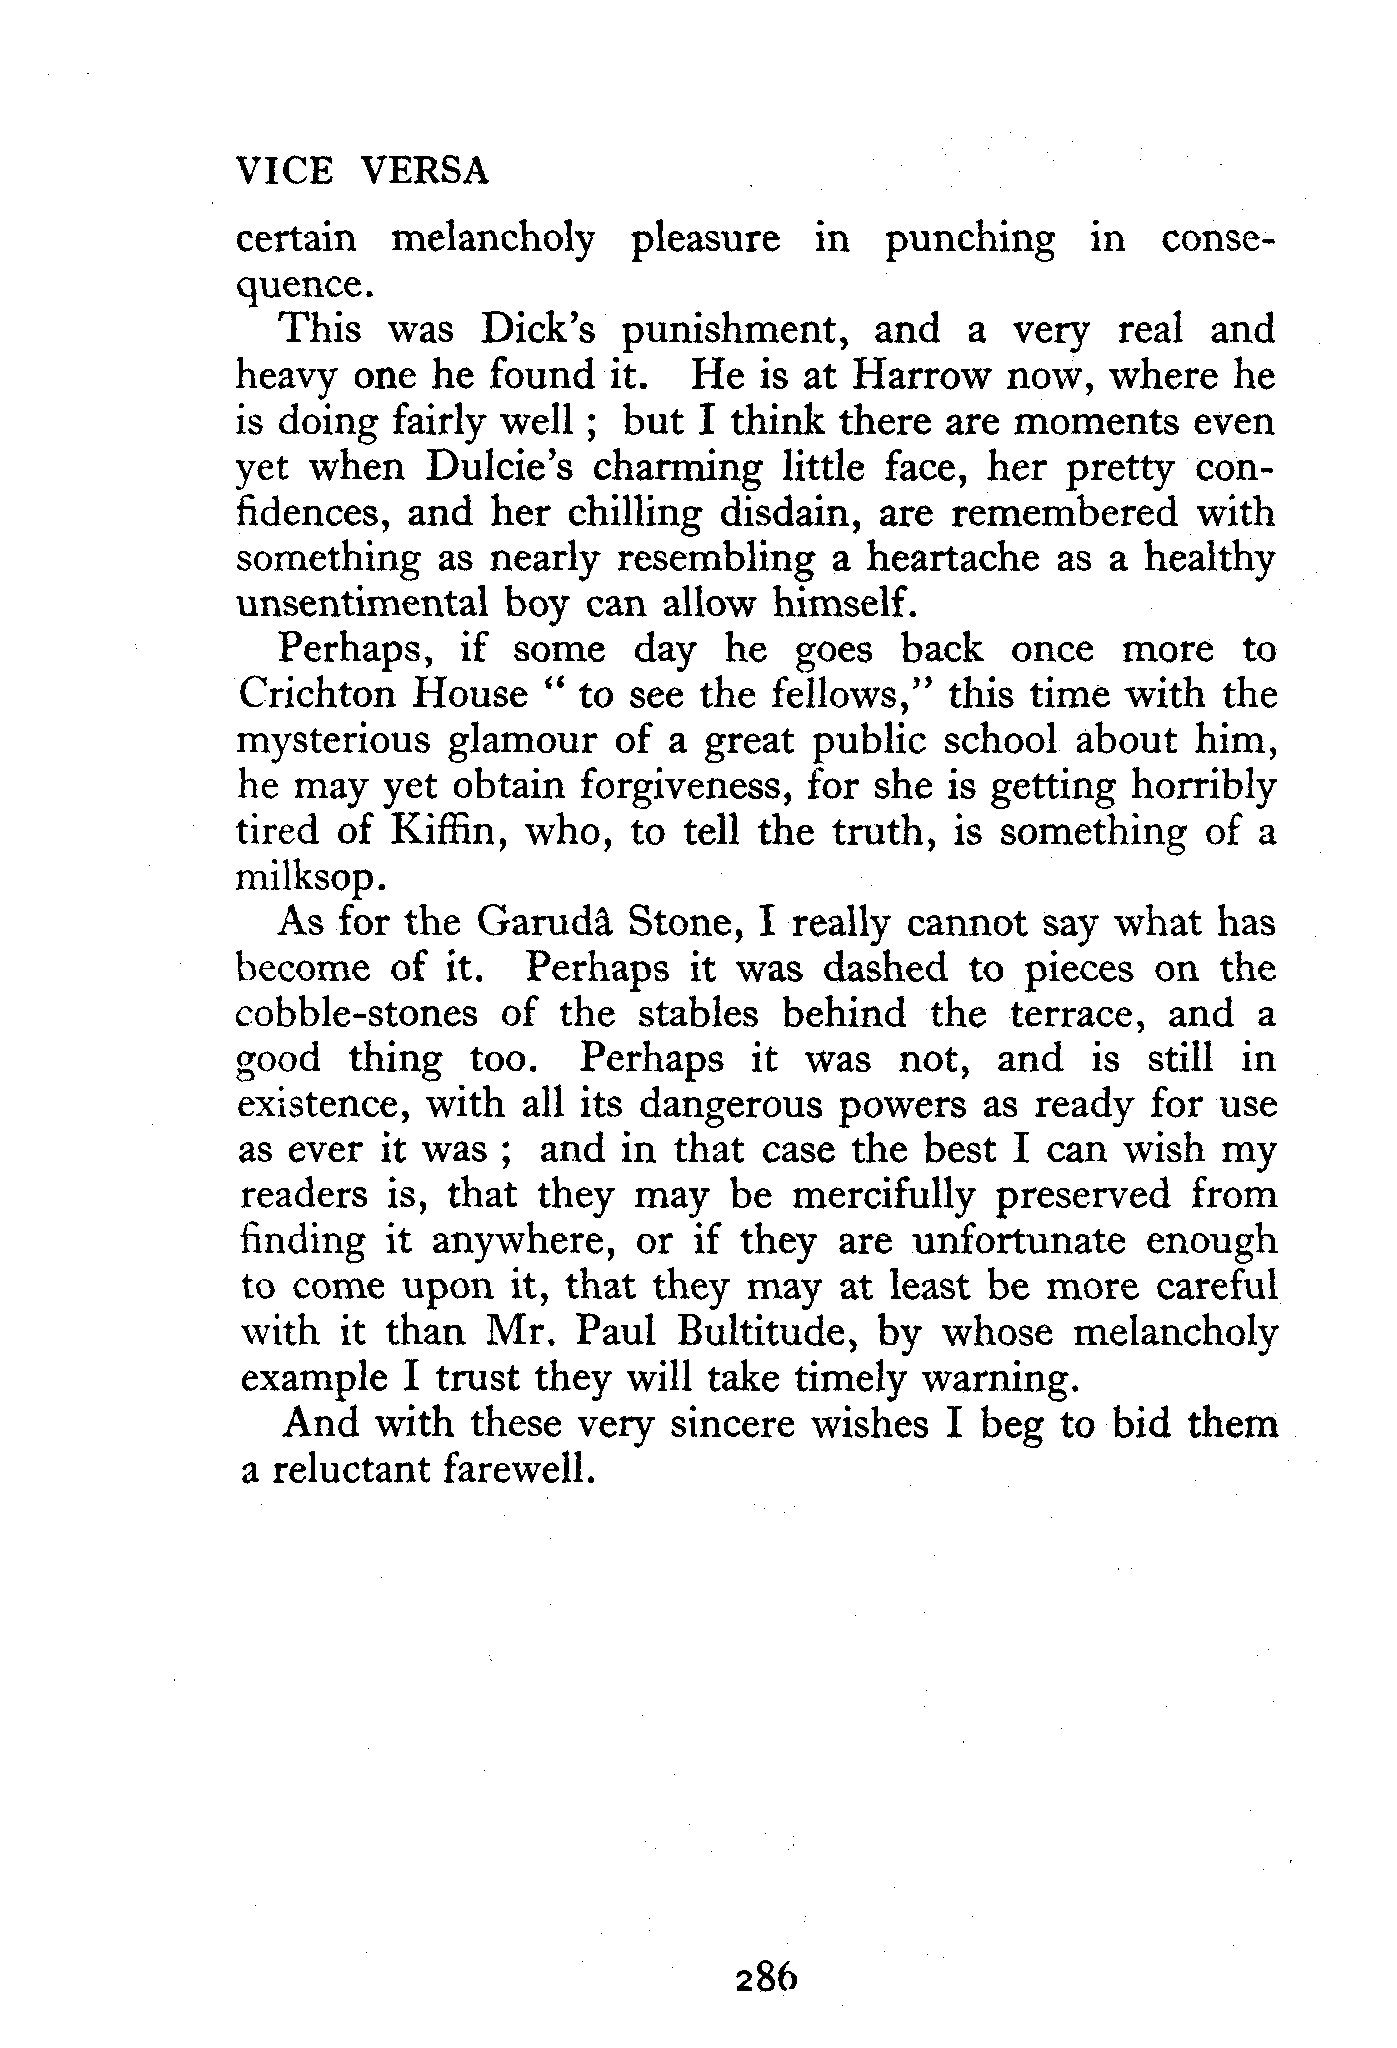 VICE VERSA
certain melancholy pleasure in punching in conse-
quence.
This was Dick's punishment, and a very real and
heavy one he found it. He is at Harrow now, where he
is doing fairly well ; but I think there are moments even
yet when Dulcie's charming little face, her pretty con-
fidences, and her chilling disdain, are remembered with
something as nearly resembling a heartache as a healthy
unsentimental boy can allow himself.
Perhaps, if some day he goes back once more to
Crichton House “ to see the fellows,” this time with the
mysterious glamour of a great public school about him,
he may yet obtain forgiveness, for she is getting horribly
tired of Kiffin, who, to tell the truth, is something of a
milksop.
As for the Garudâ Stone, I really cannot say what has
become of it. Perhaps it was dashed to pieces on the
cobble-stones of the stables behind the terrace, and a
good thing too. Perhaps it was not, and is still in
existence, with all its dangerous powers as ready for use
as ever it was ; and in that case the best I can wish my
readers is, that they may be mercifully preserved from
finding it anywhere, or if they are unfortunate enough
to come upon it, that they may at least be more careful
with it than Mr. Paul Bultitude, by whose melancholy
example I trust they will take timely warning.
And with these very sincere wishes I beg to bid them
a reluctant farewell.
286